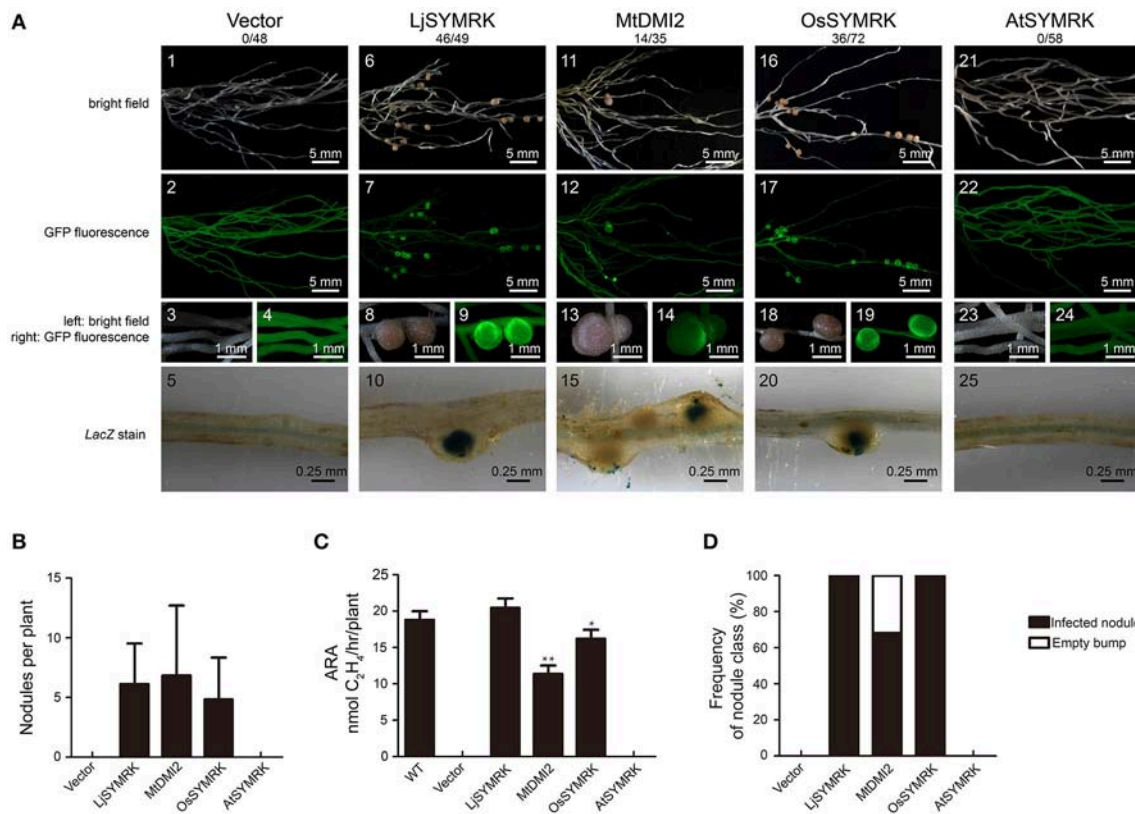 A
Vector
LjSYMRK
MtDMI2
OsSYMRK
AtSYMRK
0/48
46/49
14/35
36/72
0/58
bright field
1
6
11
16
21
5 mm
5 mm
5 mm
5 mm
5 mm
GFP fluorescence
2
7
12
17
22
5 mm
5 mm
5 mm
5 mm
5 mm
left: bright field
right: GFP fluorescence
3
4
8
9
13
14
18
19
23
24
1 mm
1 mm
1 mm
1 mm
1 mm
1 mm
1 mm
1 mm
1 mm
1 mm
LacZ stain
5
10
15
20
25
0.25 mm
0.25 mm
0.25 mm
0.25 mm
0.25 mm
B
Nodules per plant
15
10
5
0
Vector
LjSYMRK
MtDMI2
OsSYMRK
AtSYMRK
C
ARA
nmol C₂H₄/hr/plant
25
20
15
10
5
0
**
*
WT
Vector
LjSYMRK
MtDMI2
OsSYMRK
AtSYMRK
D
Frequency
of nodule class (%)
100
80
60
40
20
0
Vector
LjSYMRK
MtDMI2
OsSYMRK
AtSYMRK
Infected nodule
Empty bump